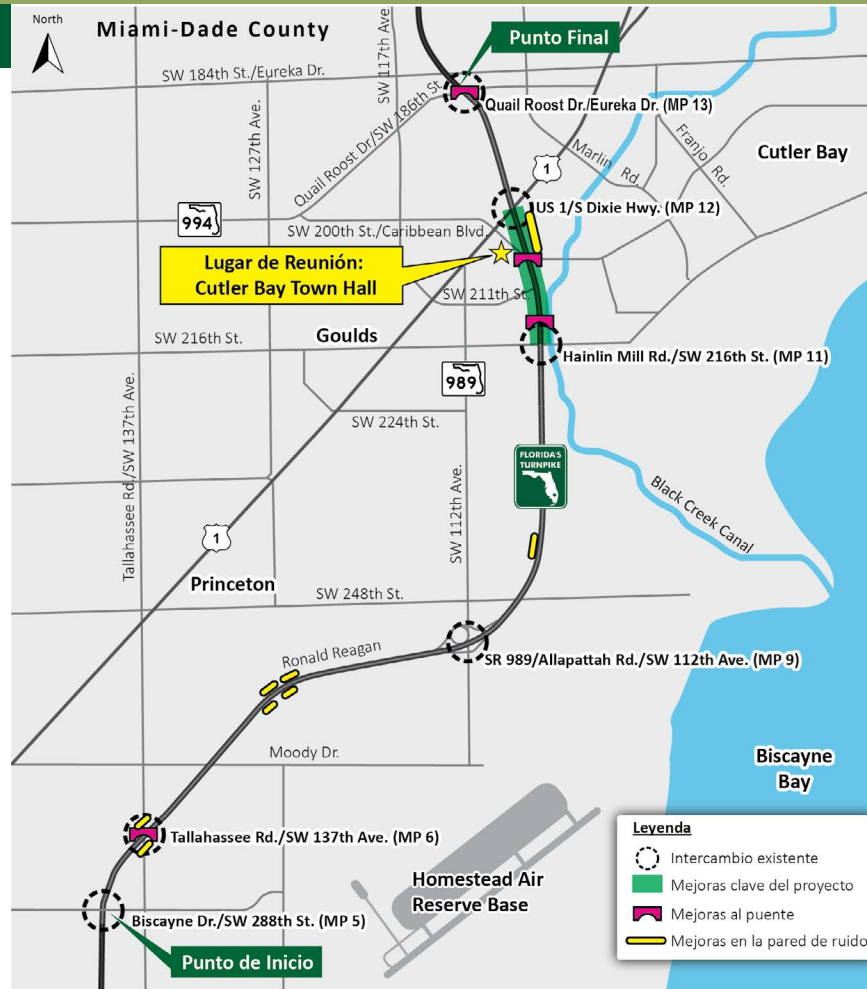 North
Miami-Dade County
SW 117th Ave
Punto Final
SW 184th St./Eureka Dr.
Quail Roost Dr./Eureka Dr. (MP 13)
SW 127th Ave.
Quail Roost Dr/SW 186th St.
Marlin Rd.
Franjo Rd.
Cutler Bay
1
994
US 1/S Dixie Hwy. (MP 12)
SW 200th St./Caribbean Blvd.
Lugar de Reunión:
Cutler Bay Town Hall
SW 211th St.
SW 216th St.
Goulds
Hainlin Mill Rd./SW 216th St. (MP 11)
989
SW 224th St.
FLORIDA'S
TURNPIKE
Tallahassee Rd./SW 137th Ave.
SW 112th Ave.
Black Creek Canal
1
Princeton
SW 248th St.
Ronald Reagan
SR 989/Allapattah Rd./SW 112th Ave. (MP 9)
Moody Dr.
Biscayne
Bay
Tallahassee Rd./SW 137th Ave. (MP 6)
Homestead Air
Reserve Base
Biscayne Dr./SW 288th St. (MP 5)
Punto de Inicio
Leyenda
Intercambio existente
Mejoras clave del proyecto
Mejoras al puente
Mejoras en la pared de ruido